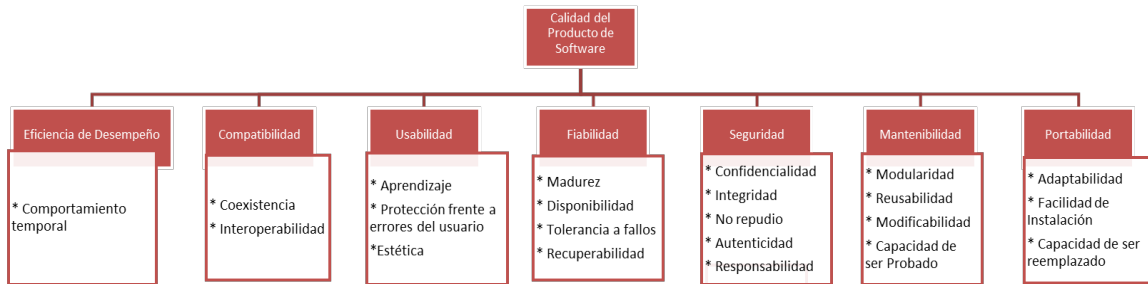 Calidad del
Producto de
Software
Eficiencia de Desempeño
* Comportamiento
temporal
Compatibilidad
* Coexistencia
* Interoperabilidad
Usabilidad
* Aprendizaje
* Protección frente a
errores del usuario
*Estética
Fiabilidad
* Madurez
* Disponibilidad
* Tolerancia a fallos
* Recuperabilidad
Seguridad
* Confidencialidad
* Integridad
* No repudio
* Autenticidad
* Responsabilidad
Mantenibilidad
* Modularidad
* Reusabilidad
* Modificabilidad
* Capacidad de
ser Probado
Portabilidad
* Adaptabilidad
* Facilidad de
Instalación
* Capacidad de ser
reemplazado